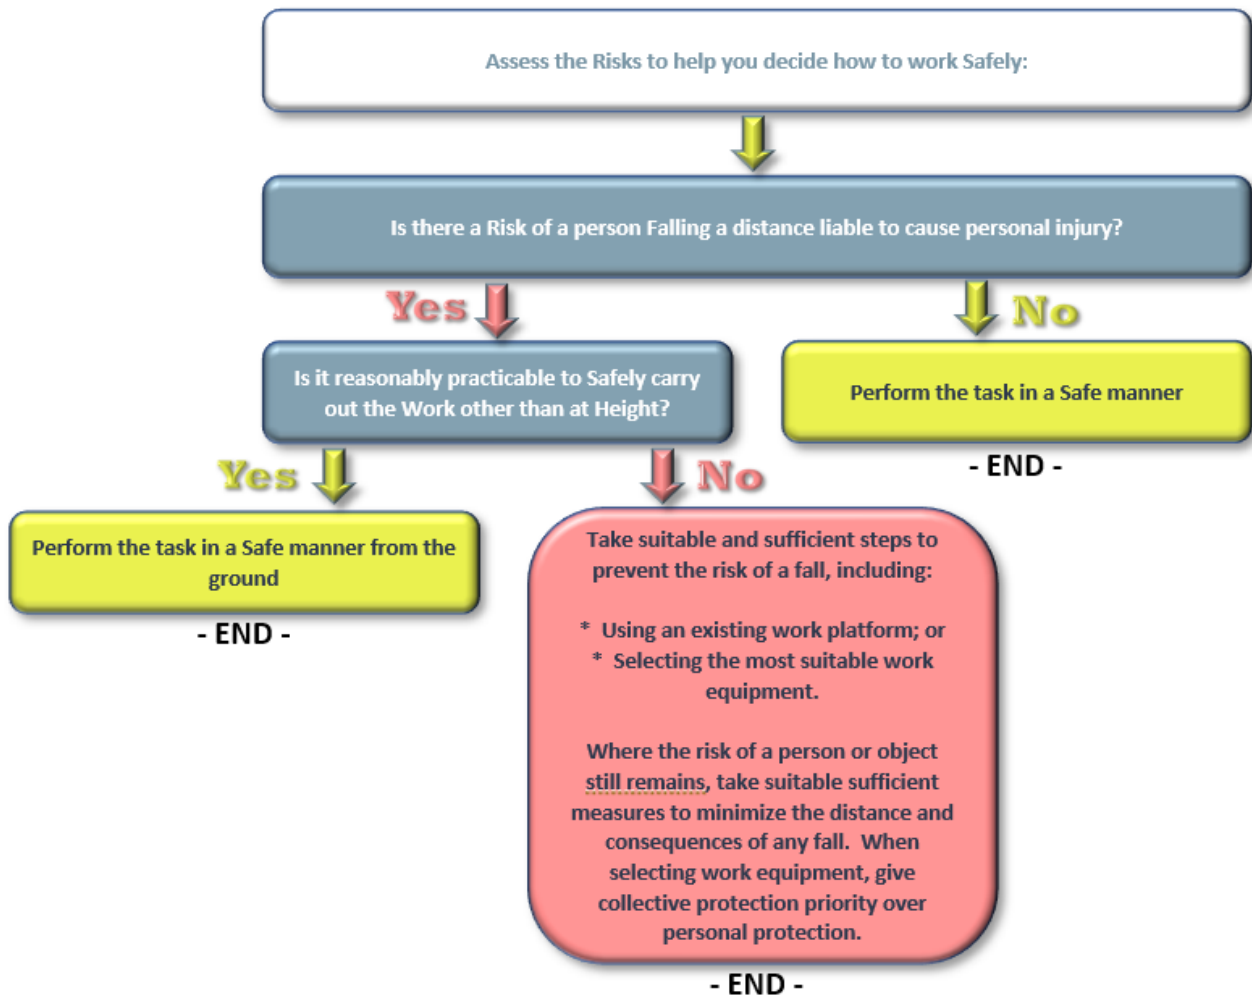 Assess the Risks to help you decide how to work Safely:
Is there a Risk of a person Falling a distance liable to cause personal injury?
Yes
No
Is it reasonably practicable to Safely carry
out the Work other than at Height?
Perform the task in a Safe manner
- END -
Yes
No
Perform the task in a Safe manner from the
ground
- END -
Take suitable and sufficient steps to
prevent the risk of a fall, including:
* Using an existing work platform; or
* Selecting the most suitable work
equipment.
Where the risk of a person or object
still remains, take suitable sufficient
measures to minimize the distance and
consequences of any fall. When
selecting work equipment, give
collective protection priority over
personal protection.
- END -